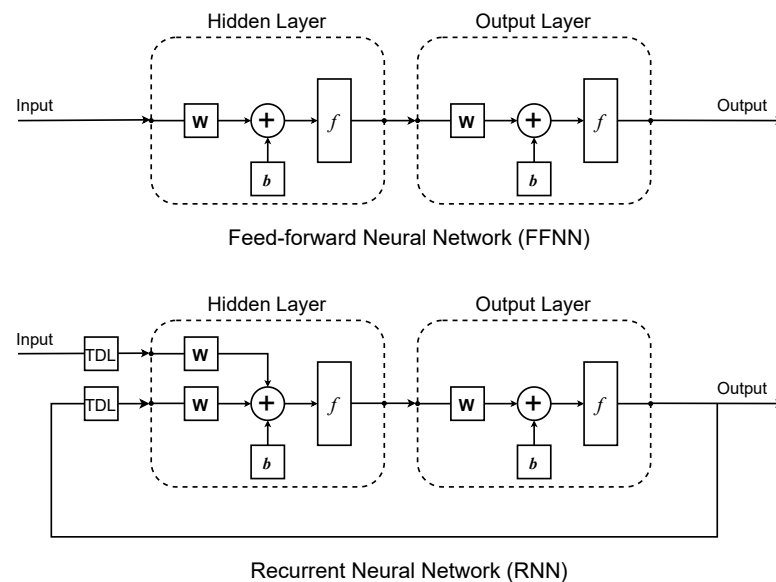 Hidden Layer
Output Layer
Input
Output
W
+
f
W
+
f
b
b
Feed-forward Neural Network (FFNN)
Hidden Layer
Output Layer
Input
TDL
W
TDL
W
+
f
W
+
f
Output
b
b
Recurrent Neural Network (RNN)